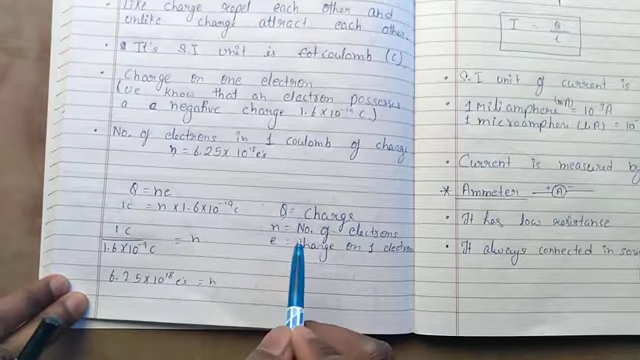 • Like charge repel each other and
unlike charge attract each other.
• It's S.I unit is coulomb (C).
• Charge on one electron
(we know that an electron possesses
a negative charge 1.6 × 10⁻¹⁹ C)
• No. of electrons in 1 coulomb of charge
n = 6.25 × 10¹⁸ e's
Q = ne
1C = n × 1.6 × 10⁻¹⁹ C
1C
1.6 × 10⁻¹⁹ C
= n
6.25 × 10¹⁸ e's = n
Q = Charge
n = No. of electrons
e = Charge on 1 electron
I = Q
t
• S.I unit of current is
• 1 Miliamphere (mA) = 10⁻³A
1 microamphere (μA) = 10⁻
• Current is measured by
* Ammeter (A)
• It has low resistance
• It always connected in